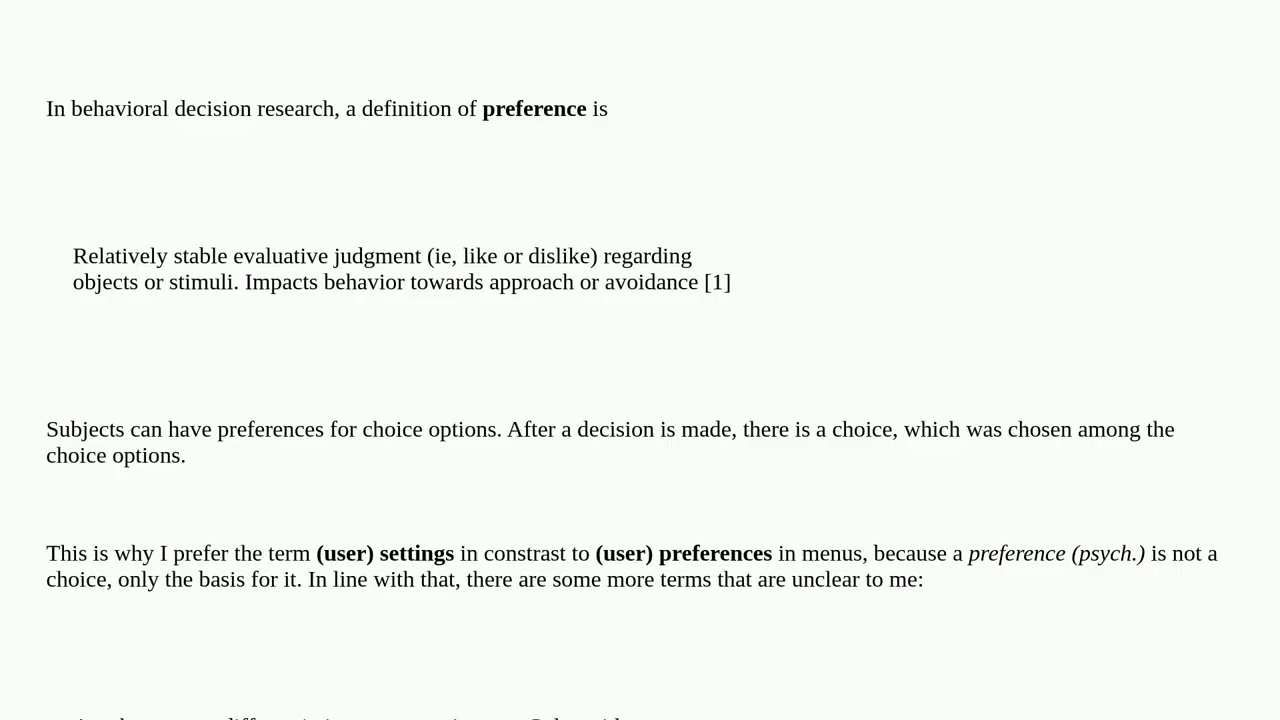 In behavioral decision research, a definition of preference is
Relatively stable evaluative judgment (ie, like or dislike) regarding
objects or stimuli. Impacts behavior towards approach or avoidance [1]
Subjects can have preferences for choice options. After a decision is made, there is a choice, which was chosen among the
choice options.
This is why I prefer the term (user) settings in constrast to (user) preferences in menus, because a preference (psych.) is not a
choice, only the basis for it. In line with that, there are some more terms that are unclear to me: